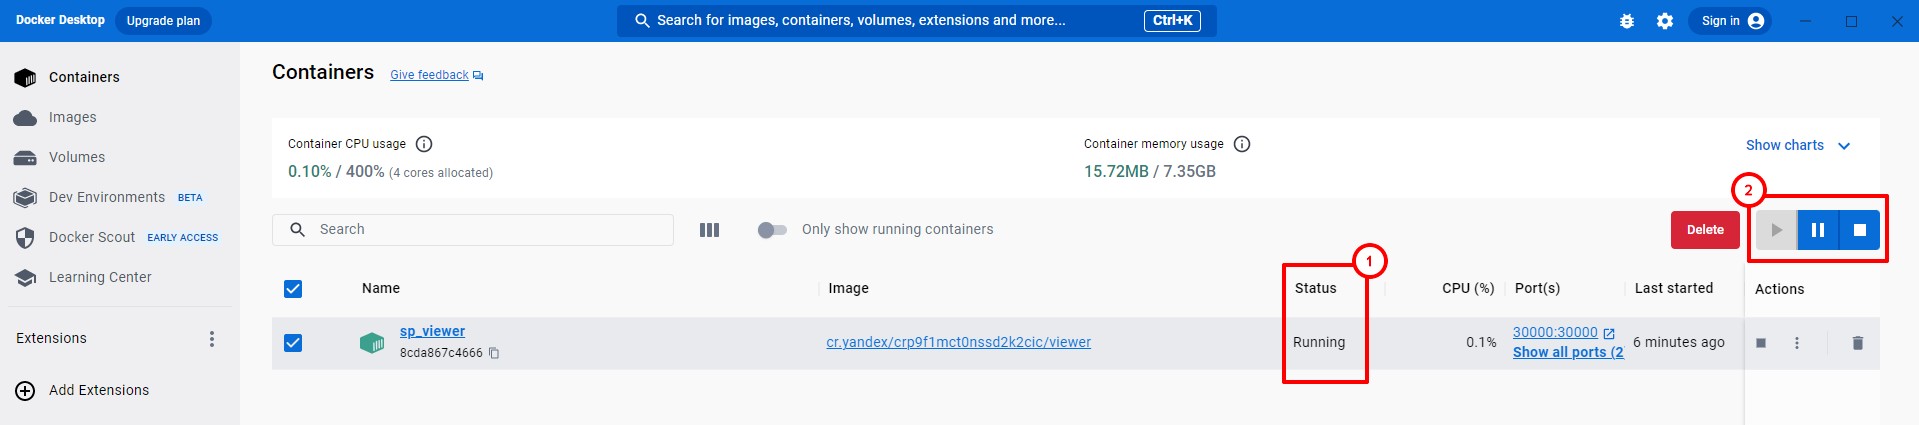 Docker Desktop Upgrade plan Search for images, containers, volumes, extensions and more... Ctrl+K Sign in
Containers
Images
Volumes
Dev Environments BETA
Docker Scout EARLY ACCESS
Learning Center
Extensions
Add Extensions
Containers Give feedback
Container CPU usage
0.10% / 400% (4 cores allocated)
Container memory usage
15.72MB / 7.35GB
Show charts
Search Only show running containers Delete
2
1
Name Image Status CPU (%) Port(s) Last started Actions
sp_viewer
8cda867c4666
cr.yandex/crp9f1mct0nssd2k2cic/viewer
Running
0.1%
30000:30000
Show all ports (2
6 minutes ago